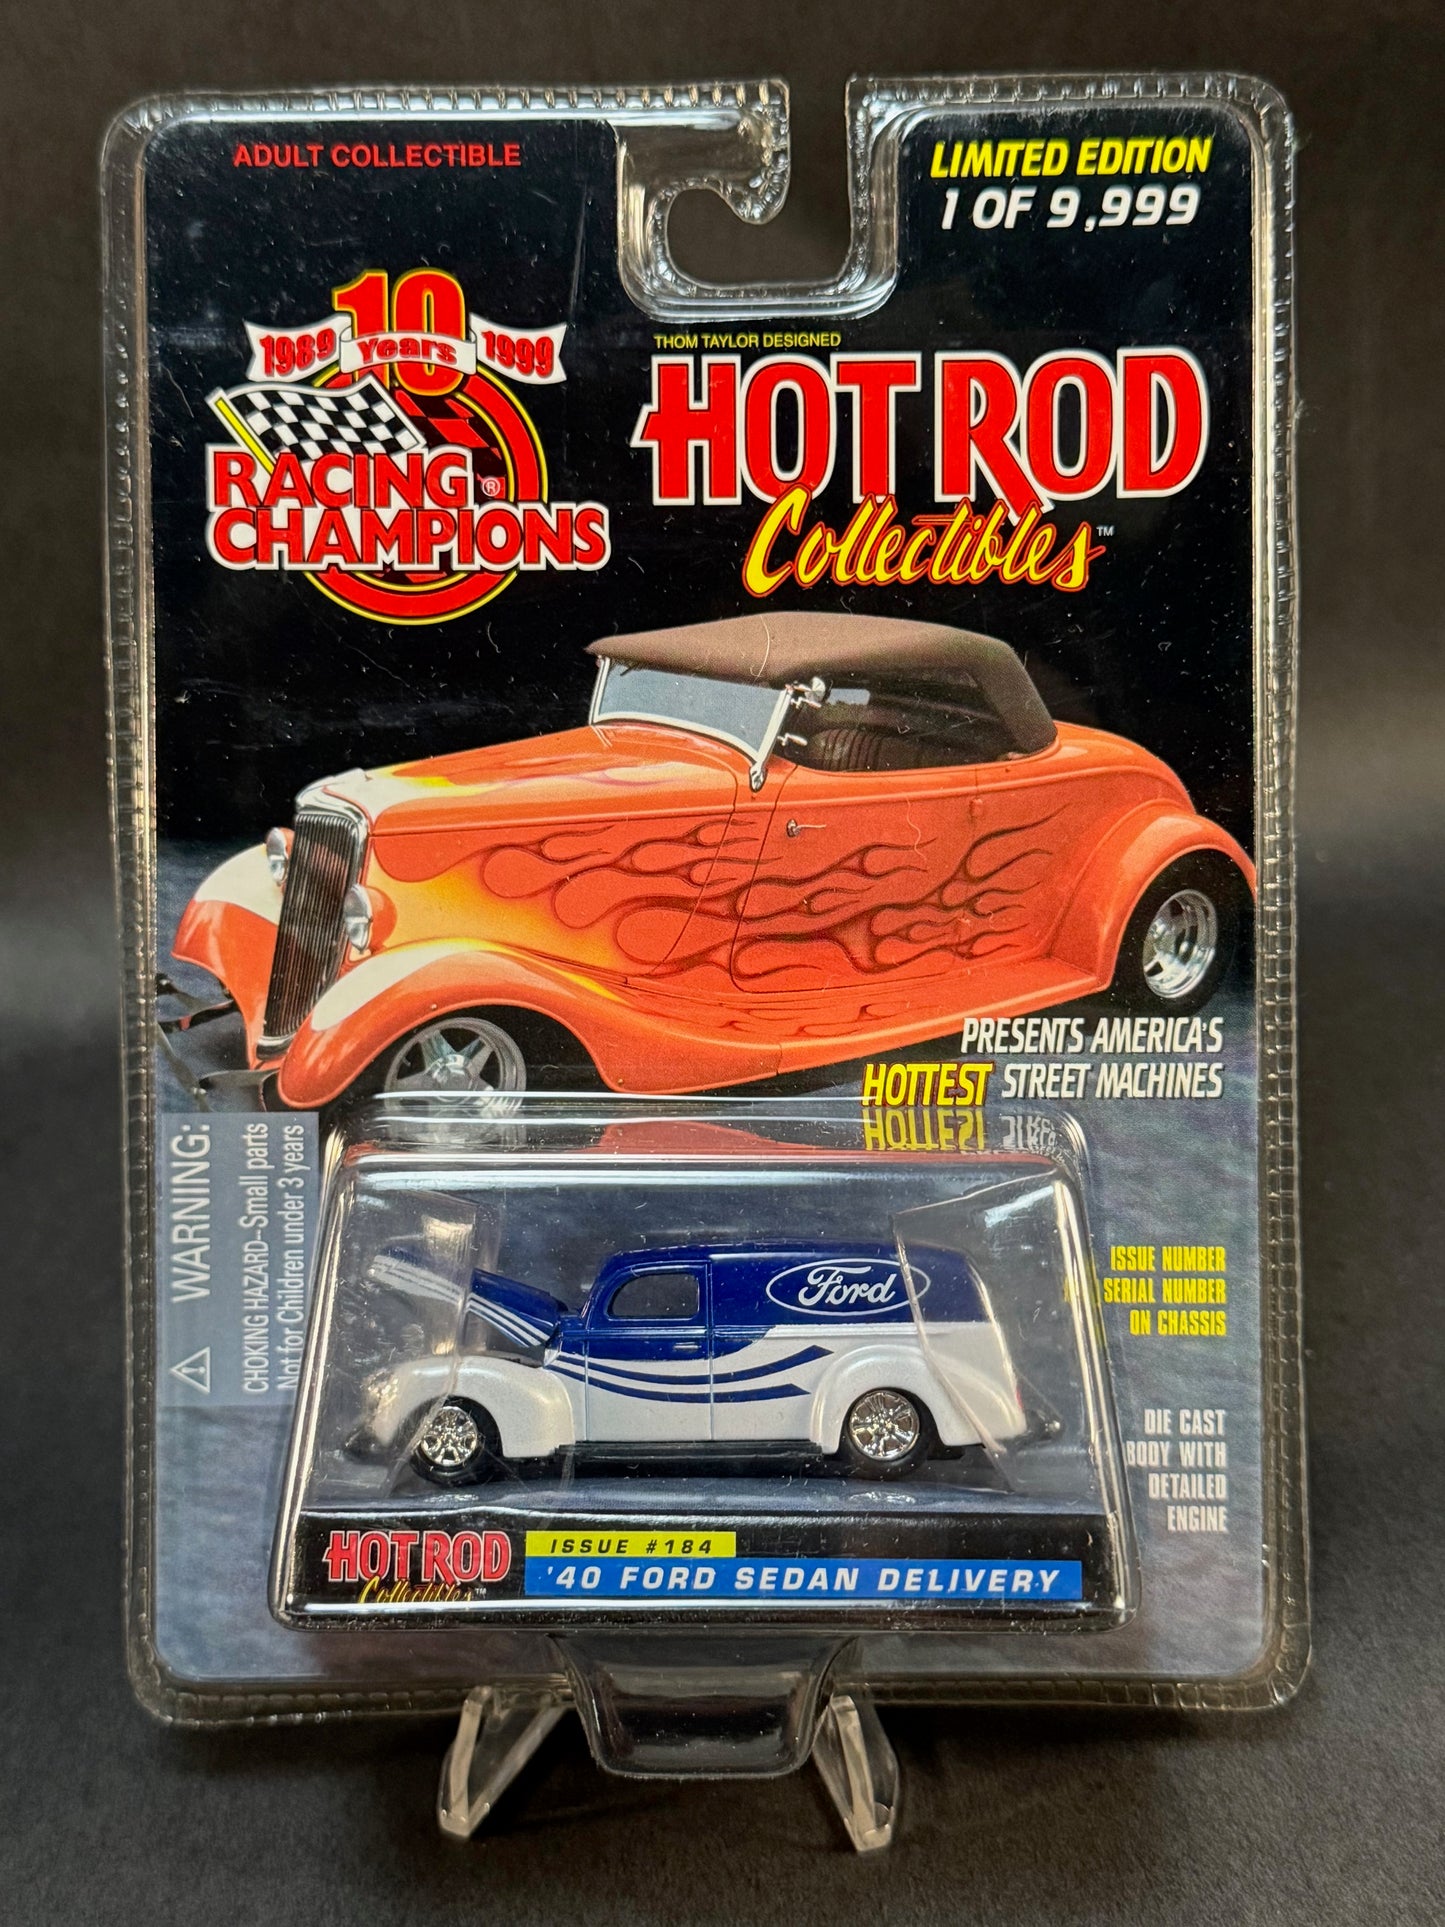 ADULT COLLECTIBLE
LIMITED EDITION
1 OF 9,999
10
1989 Years 1999
RACING ®
CHAMPIONS
THOM TAYLOR DESIGNED
HOT ROD
Collectibles™
PRESENTS AMERICA'S
HOTTEST STREET MACHINES
WARNING:
CHOKING HAZARD--Small parts
Not for Children under 3 years
Ford
ISSUE NUMBER
SERIAL NUMBER
ON CHASSIS
DIE CAST
BODY WITH
DETAILED
ENGINE
HOT ROD
Collectibles™
ISSUE #184
'40 FORD SEDAN DELIVERY